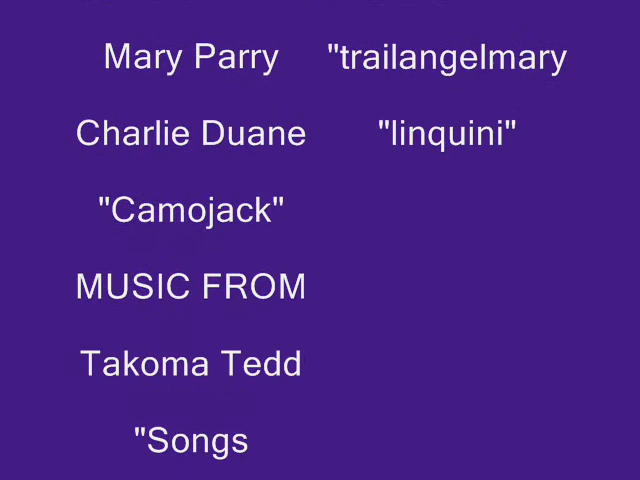 Mary Parry "trailangelmary
Charlie Duane "linquini"
"Camojack"
MUSIC FROM
Takoma Tedd
"Songs